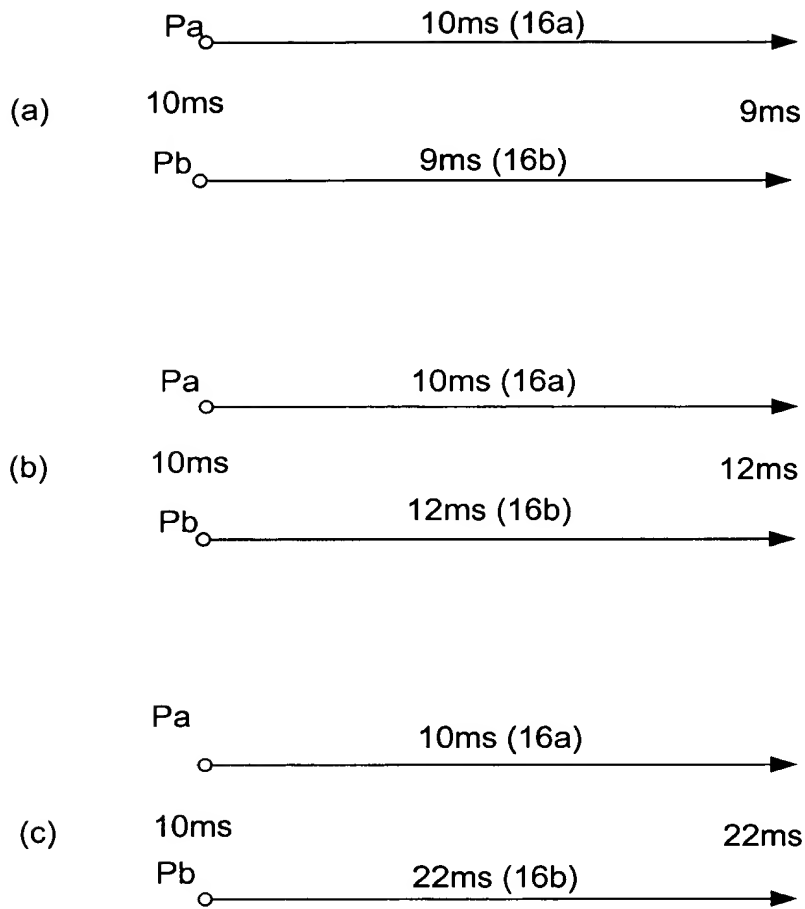 Pa 10ms (16a)
(a) 10ms 9ms
Pb 9ms (16b)
Pa 10ms (16a)
(b) 10ms 12ms
Pb 12ms (16b)
Pa 10ms (16a)
(c) 10ms 22ms
Pb 22ms (16b)